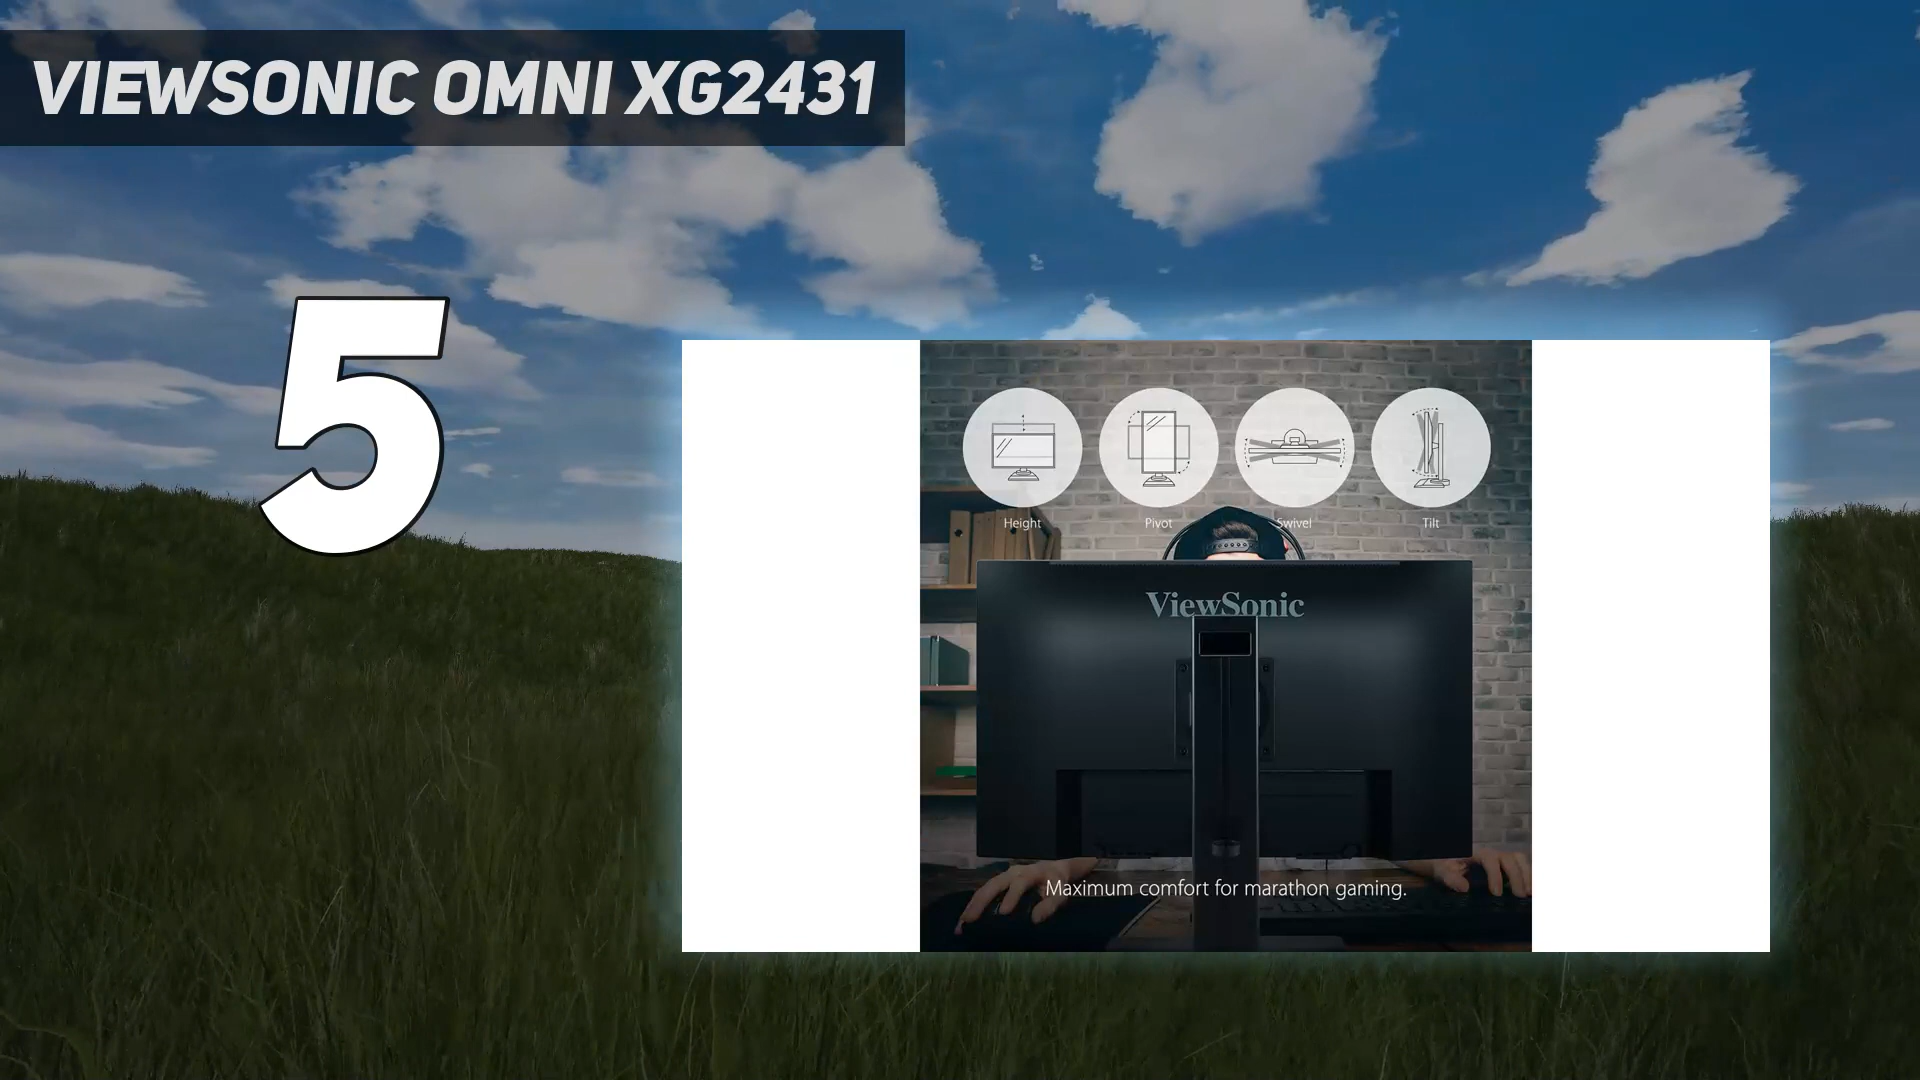 VIEWSONIC OMNI XG2431
5
Height
Pivot
Swivel
Tilt
ViewSonic
Maximum comfort for marathon gaming.